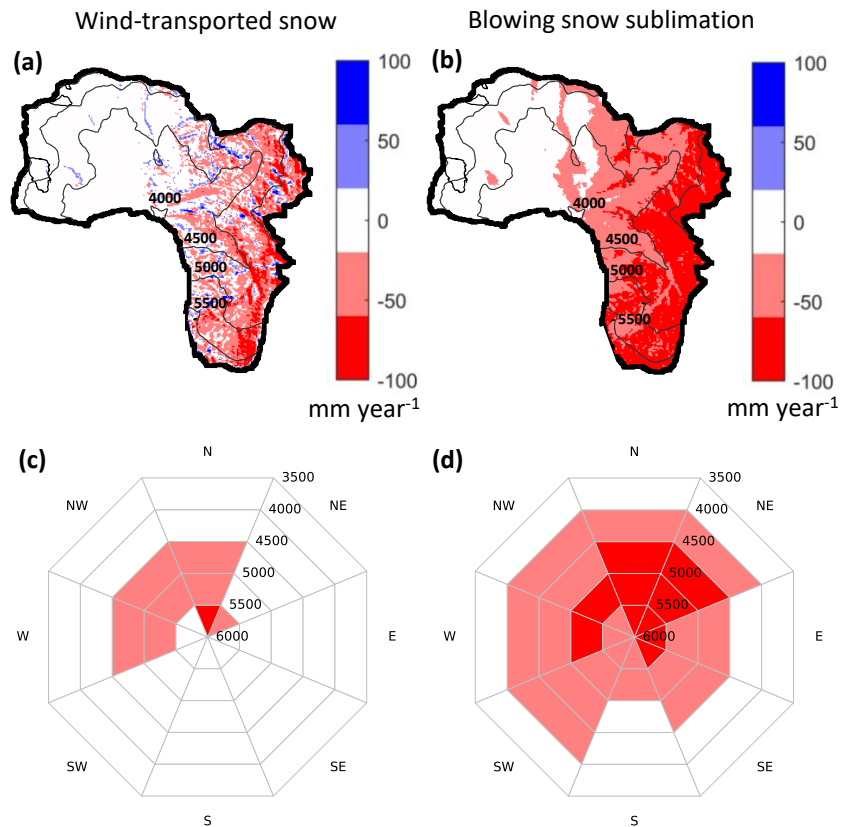 Wind-transported snow
Blowing snow sublimation
(a)
100
50
0
-50
-100
mm year-1
4000
4500
5000
5500
(b)
100
50
0
-50
-100
mm year-1
4000
4500
5000
5500
(c)
N
NE
E
SE
S
SW
W
NW
3500
4000
4500
5000
5500
6000
(d)
N
NE
E
SE
S
SW
W
NW
3500
4000
4500
5000
5500
6000